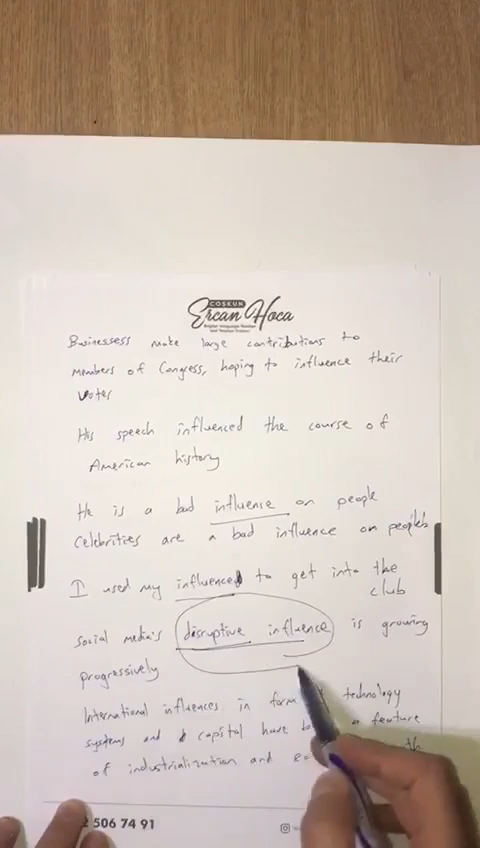 COSKUN
Ercan Hoca
Businessess make large contributions to
members of Congress, hoping to influence their
votes
His speech influenced the course of
American history
He is a bad influence on people
Celebrities are a bad influence on people
I used my influence to get into the
club
Social media's disruptive influence is growing
progressively
International influences in technology
systems and capital have a feature
of industrialization and
2 506 74 91